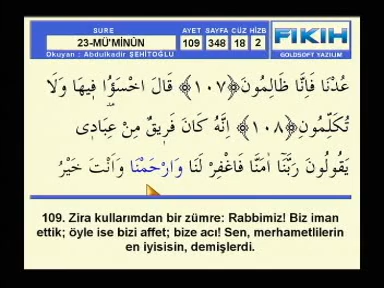 SURE AYET SAYFA CÜZ HİZB
23-MÜ'MİNÛN 109 348 18 2
Okuyan : Abdulkadir ŞEHİTOĞLU
FIKIH
GOLDSOFT YAZILIM
عُدْنَا فَاِنَّا ظَالِمُونَ ﴿١٠٧﴾ قَالَ اخْسَؤُ۫ا ف۪يهَا وَلَا
تُكَلِّمُونِ ﴿١٠٨﴾ اِنَّهُ كَانَ فَر۪يقٌ مِنْ عِبَاد۪ي
يَقُولُونَ رَبَّنَٓا اٰمَنَّا فَاغْفِرْ لَنَا وَارْحَمْنَا وَاَنْتَ خَيْرُ
109. Zira kullarımdan bir zümre: Rabbimiz! Biz iman
ettik; öyle ise bizi affet; bize acı! Sen, merhametlilerin
en iyisisin, demişlerdi.